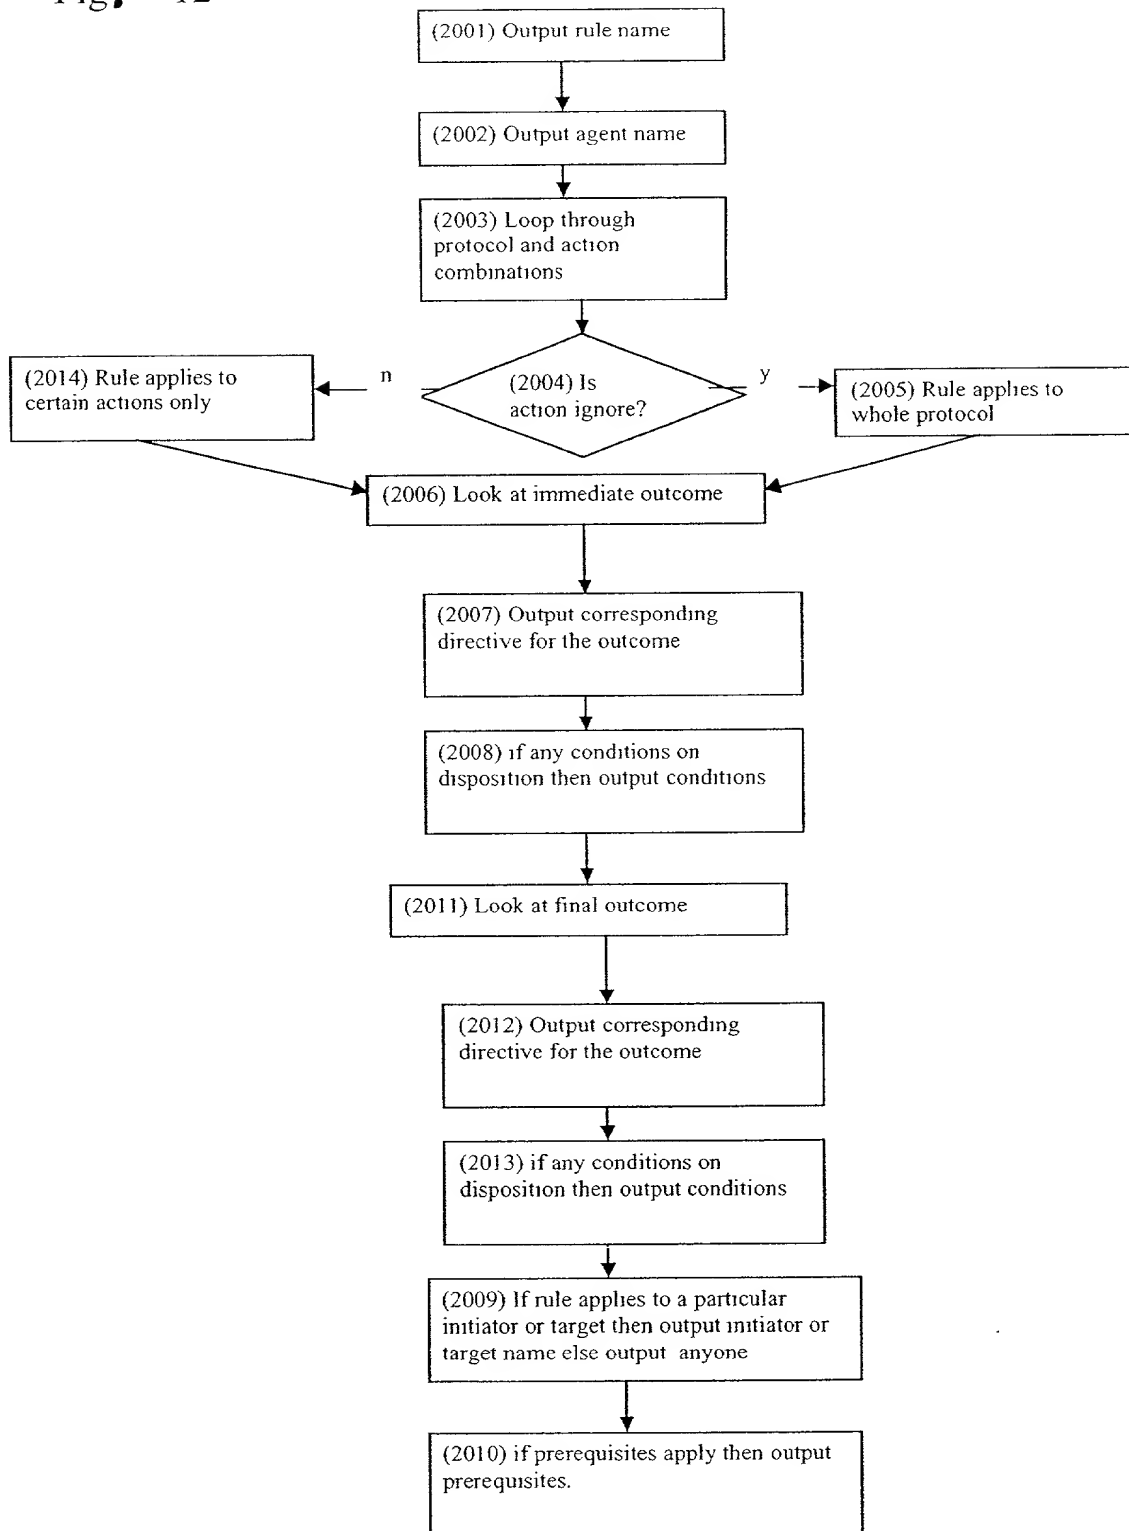 (2001) Output rule name
(2002) Output agent name
(2003) Loop through
protocol and action
combinations
(2004) Is
action ignore?
n
y
(2014) Rule applies to
certain actions only
(2005) Rule applies to
whole protocol
(2006) Look at immediate outcome
(2007) Output corresponding
directive for the outcome
(2008) if any conditions on
disposition then output conditions
(2011) Look at final outcome
(2012) Output corresponding
directive for the outcome
(2013) if any conditions on
disposition then output conditions
(2009) If rule applies to a particular
initiator or target then output initiator or
target name else output anyone
(2010) if prerequisites apply then output
prerequisites.